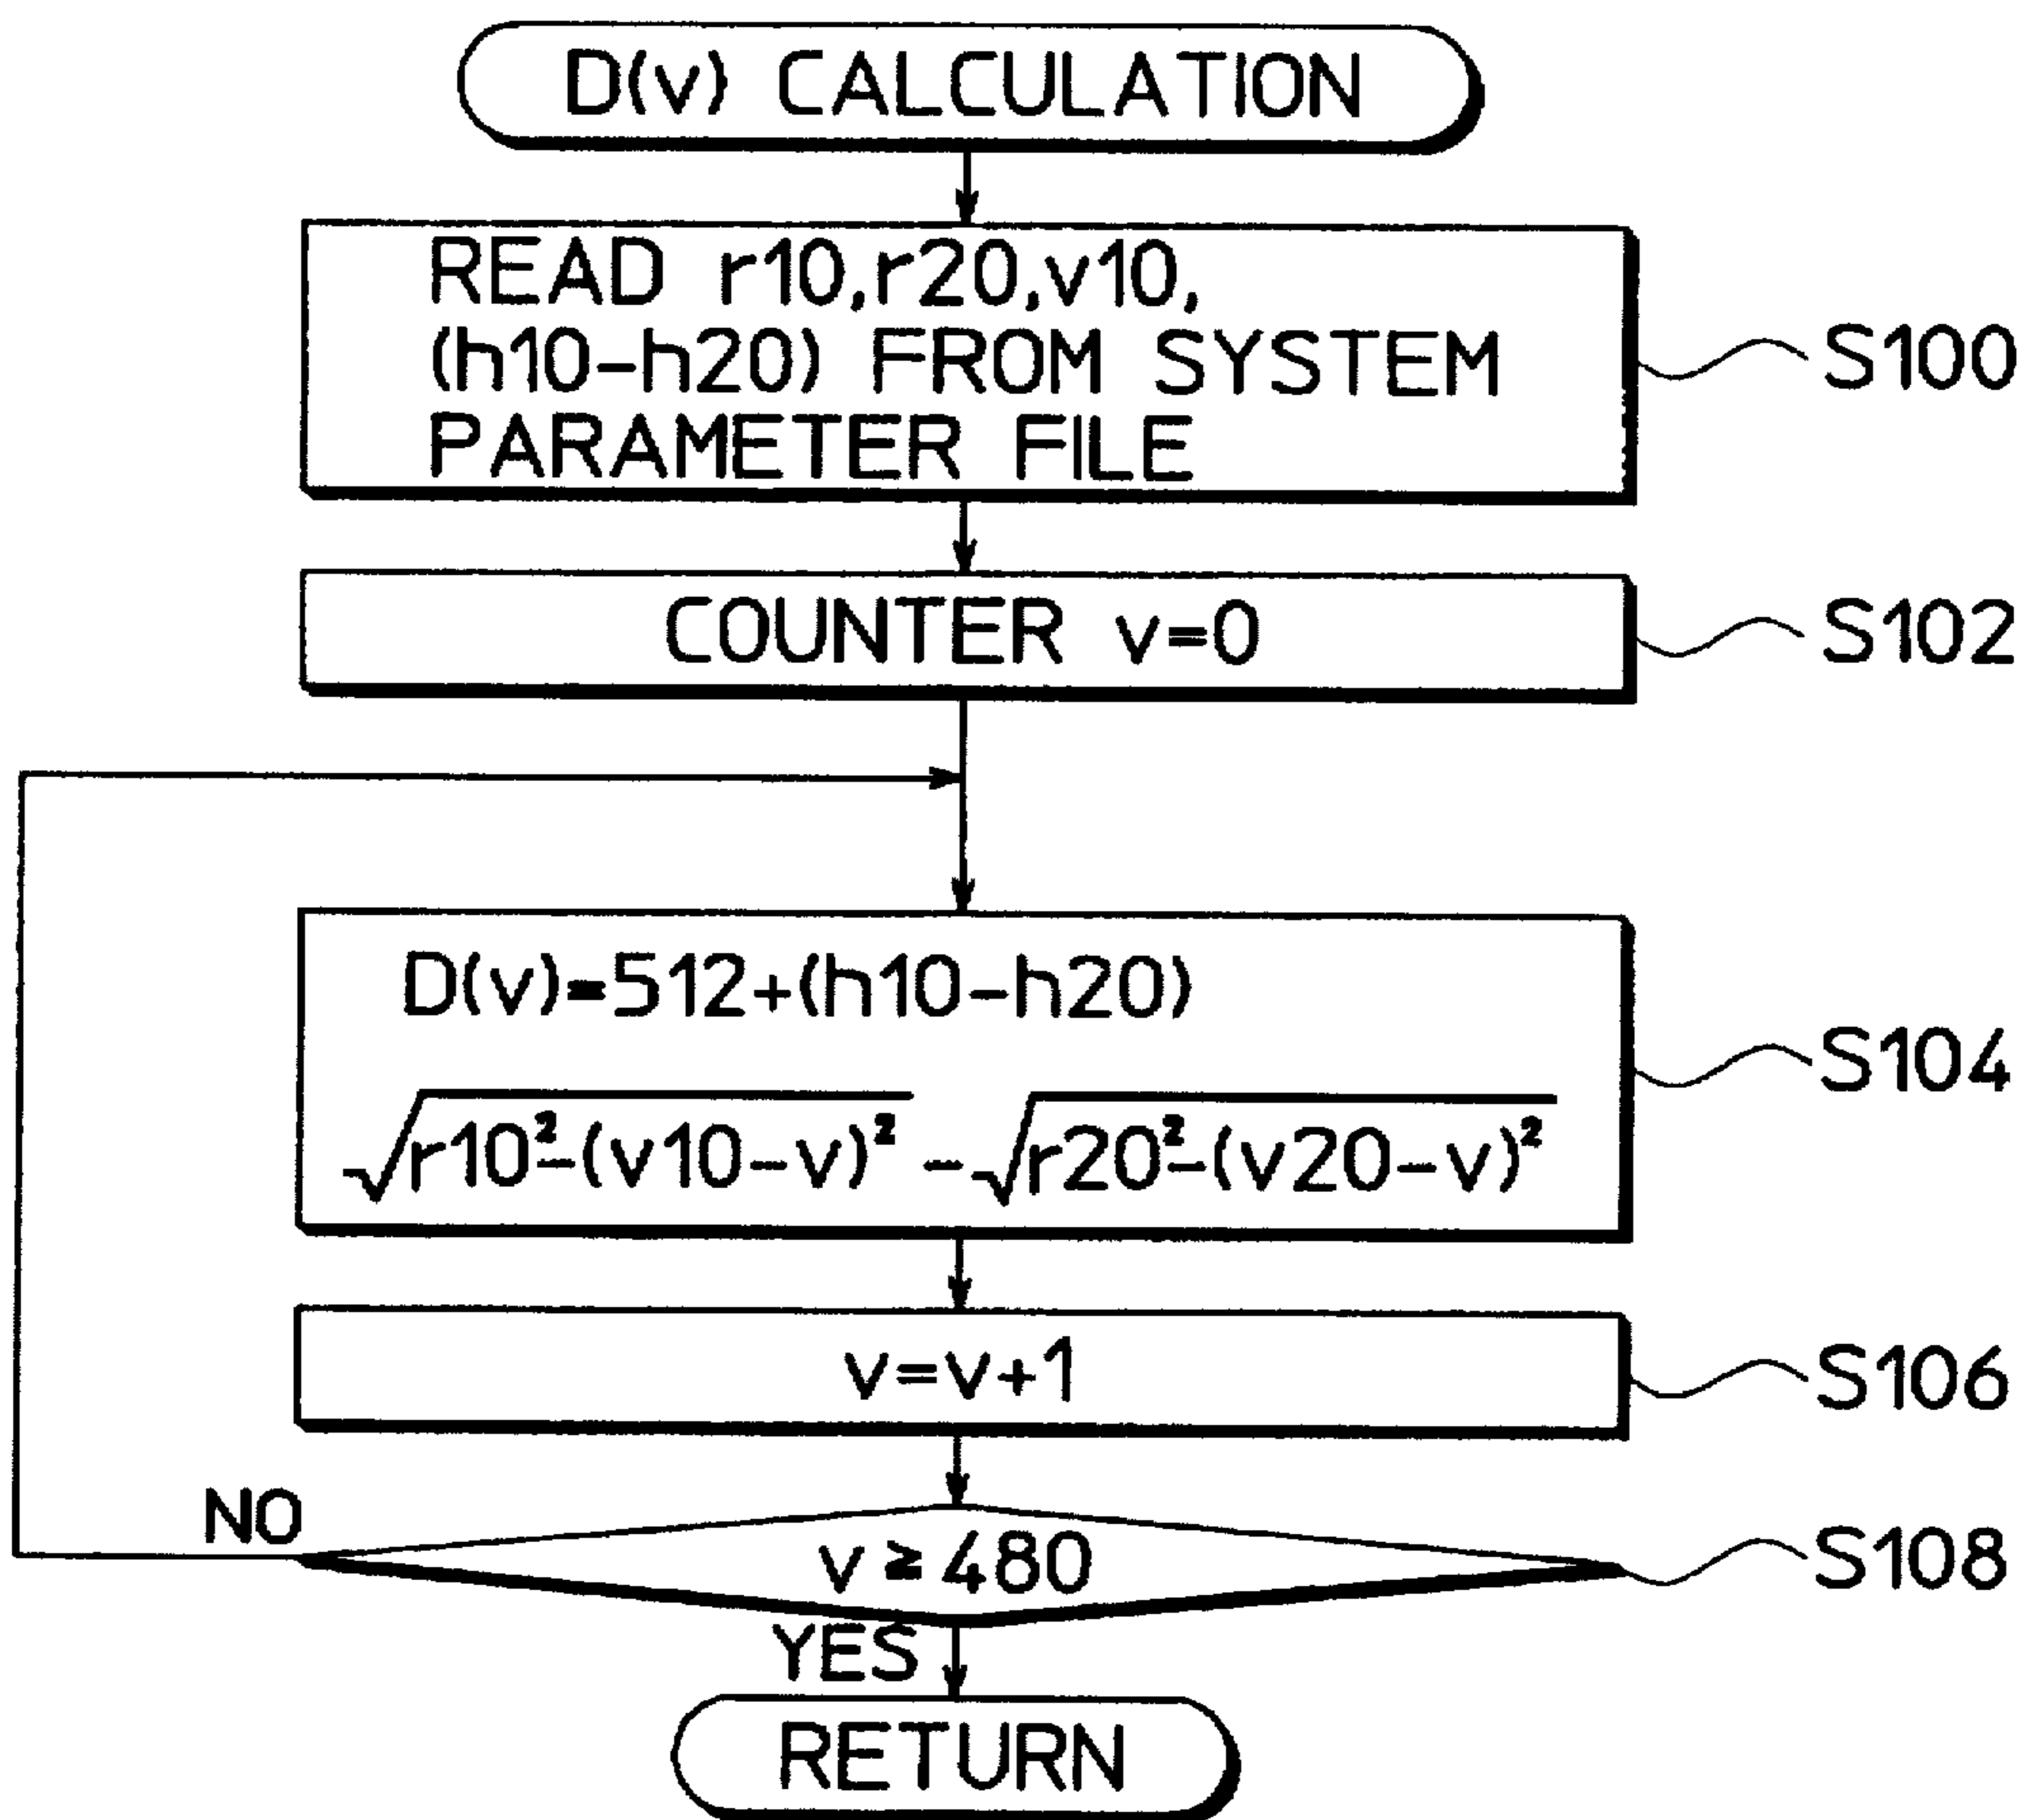 D(v) CALCULATION
READ r10,r20,v10,
(h10-h20) FROM SYSTEM
PARAMETER FILE
S100
COUNTER v=0
S102
D(v)=512+(h10-h20)
√r10²-(v10-v)² -√r20²-(v20-v)²
S104
v=v+1
S106
NO
v≥480
S108
YES
RETURN